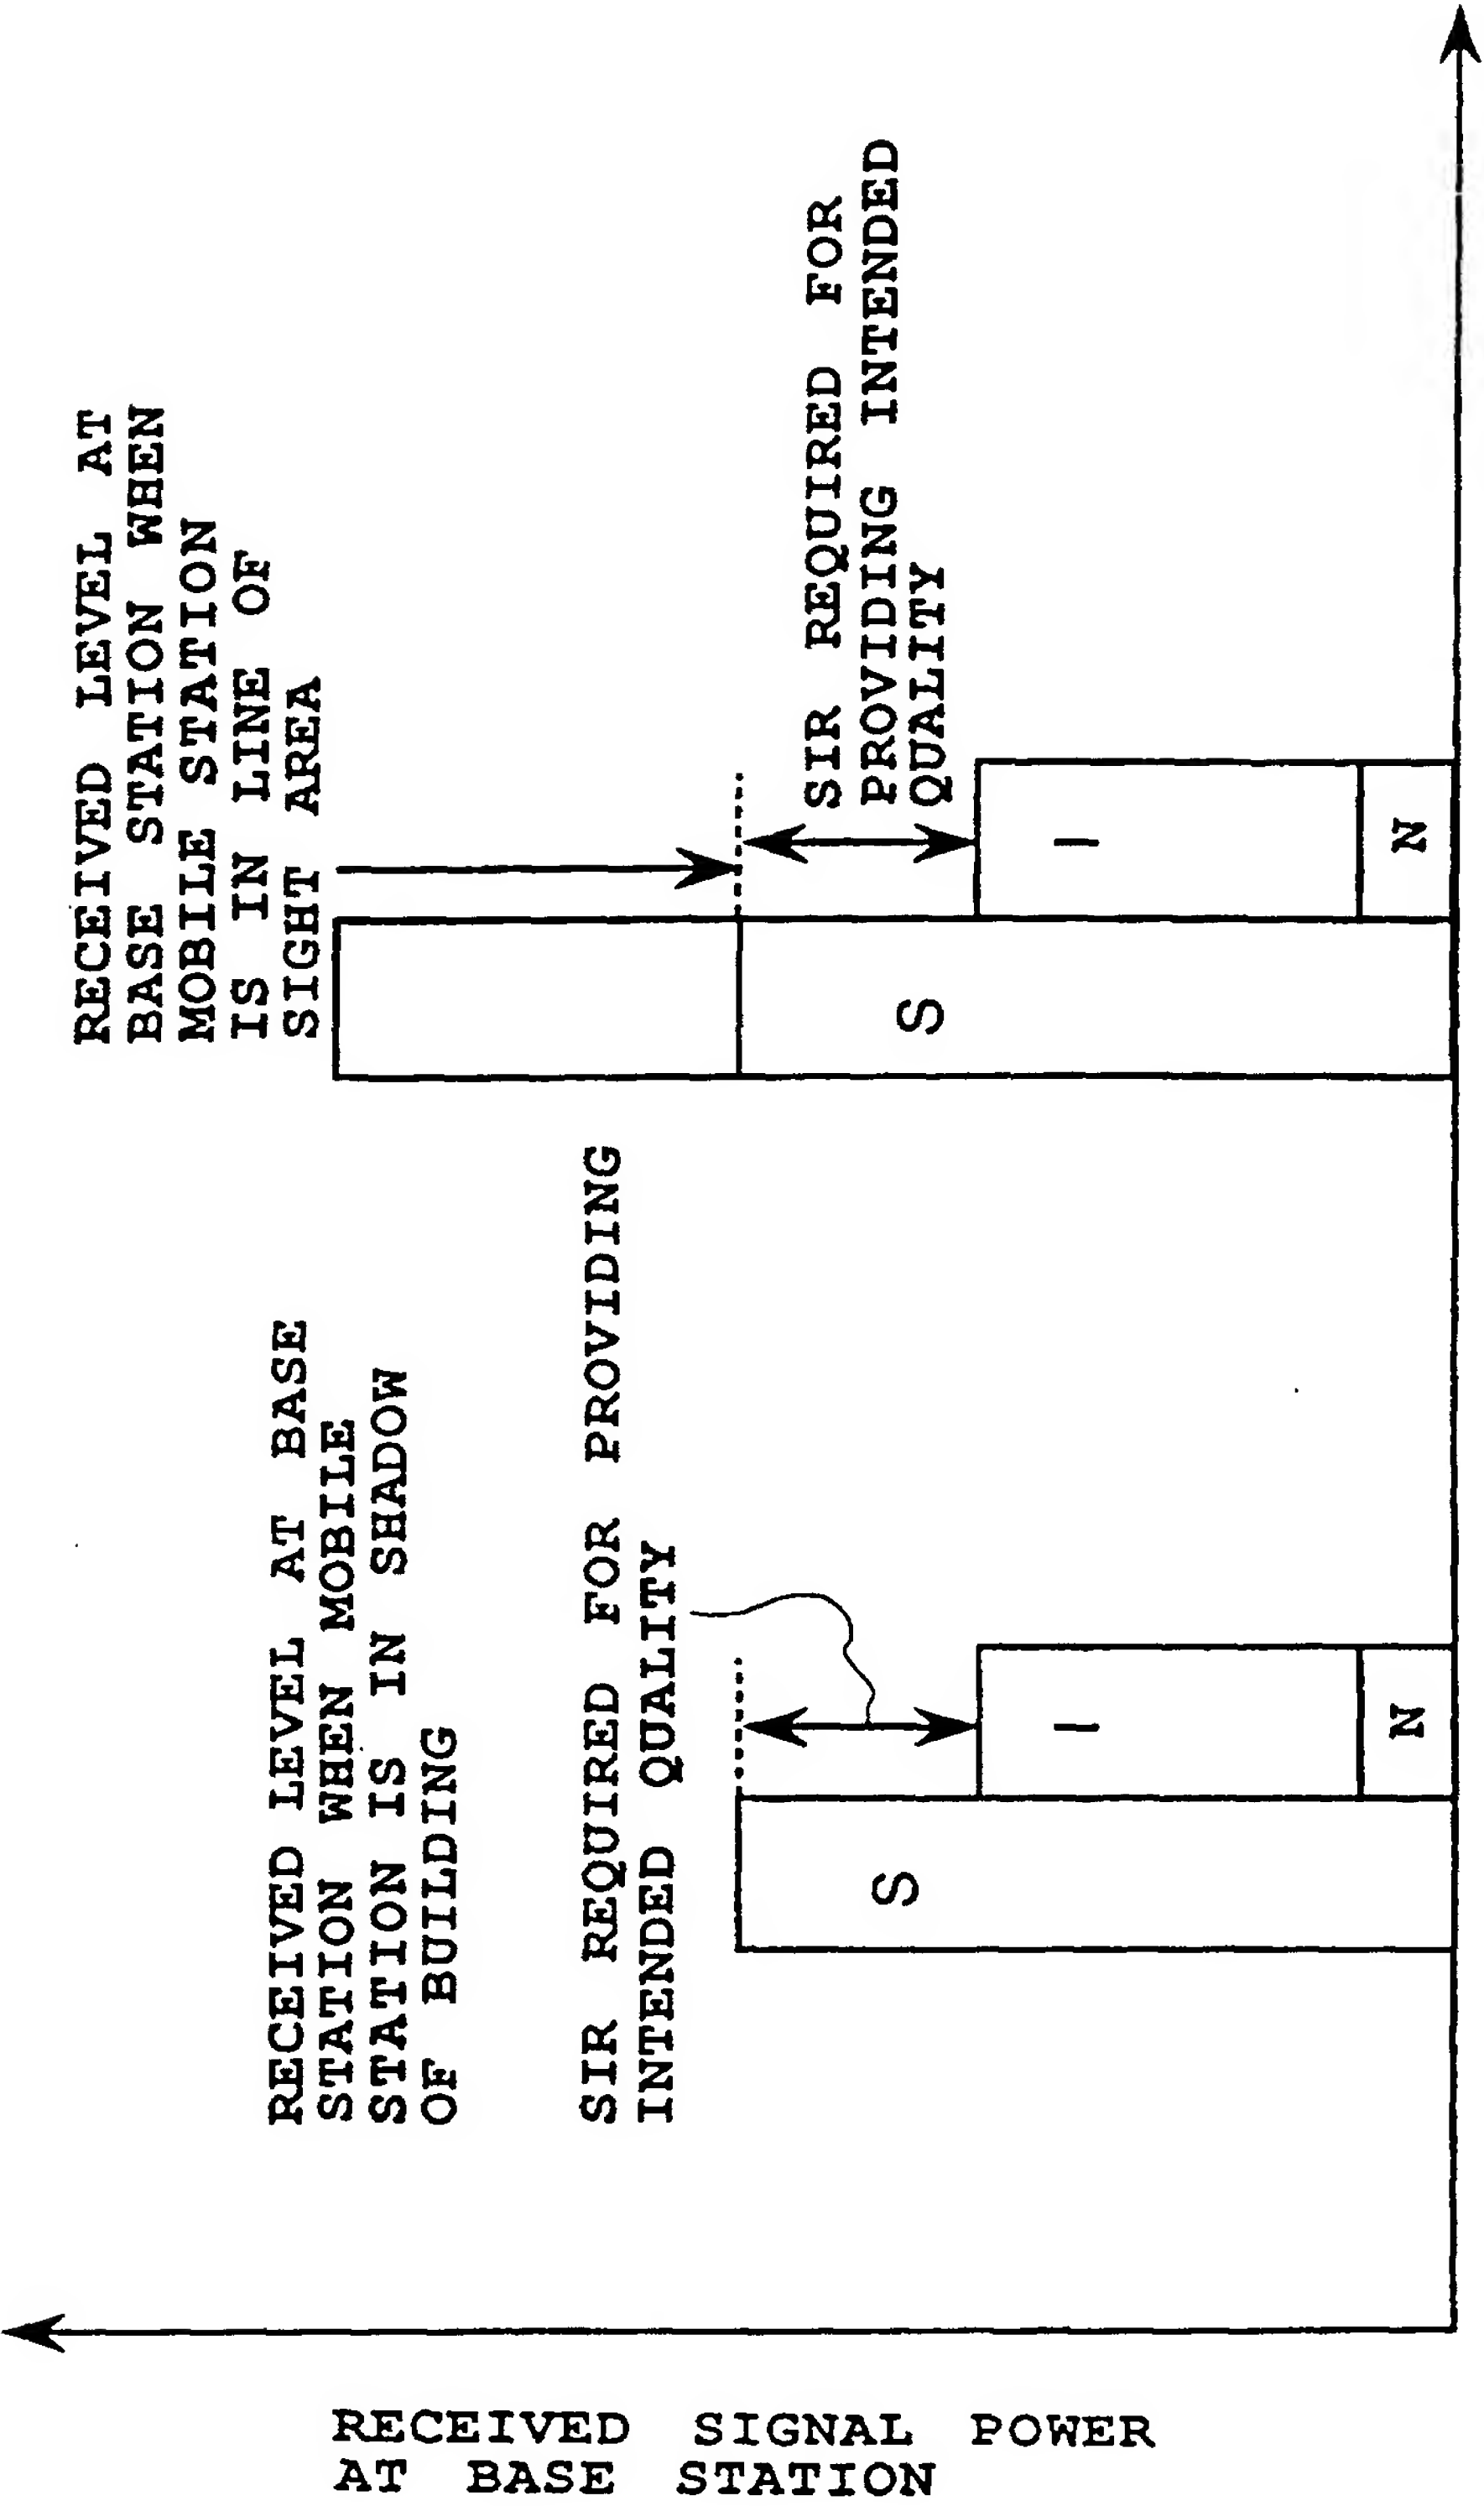 RECEIVED LEVEL AT
BASE STATION WHEN
MOBILE STATION
IS IN LINE OF
SIGHT AREA
SIR REQUIRED FOR
PROVIDING INTENDED
QUALITY
S
I
N
RECEIVED LEVEL AT BASE
STATION WHEN MOBILE
STATION IS IN SHADOW
OF BUILDING
SIR REQUIRED FOR PROVIDING
INTENDED QUALITY
S
I
N
RECEIVED SIGNAL POWER
AT BASE STATION